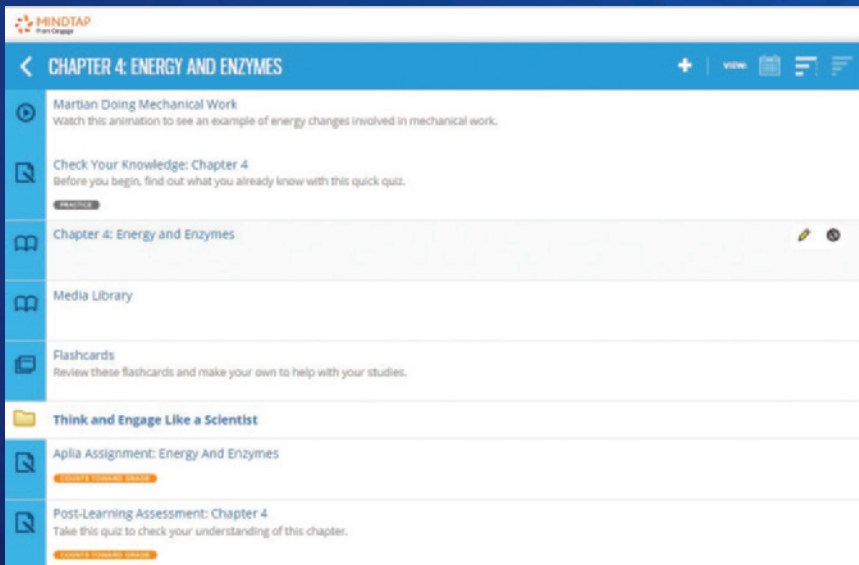 MINDTAP
From Cengage
CHAPTER 4: ENERGY AND ENZYMES
VIEW:
Martian Doing Mechanical Work
Watch this animation to see an example of energy changes involved in mechanical work.
Check Your Knowledge: Chapter 4
Before you begin, find out what you already know with this quick quiz.
PRACTICE
Chapter 4: Energy and Enzymes
Media Library
Flashcards
Review these flashcards and make your own to help with your studies.
Think and Engage Like a Scientist
Aplia Assignment: Energy And Enzymes
COUNTS TOWARD GRADE
Post-Learning Assessment: Chapter 4
Take this quiz to check your understanding of this chapter.
COUNTS TOWARD GRADE